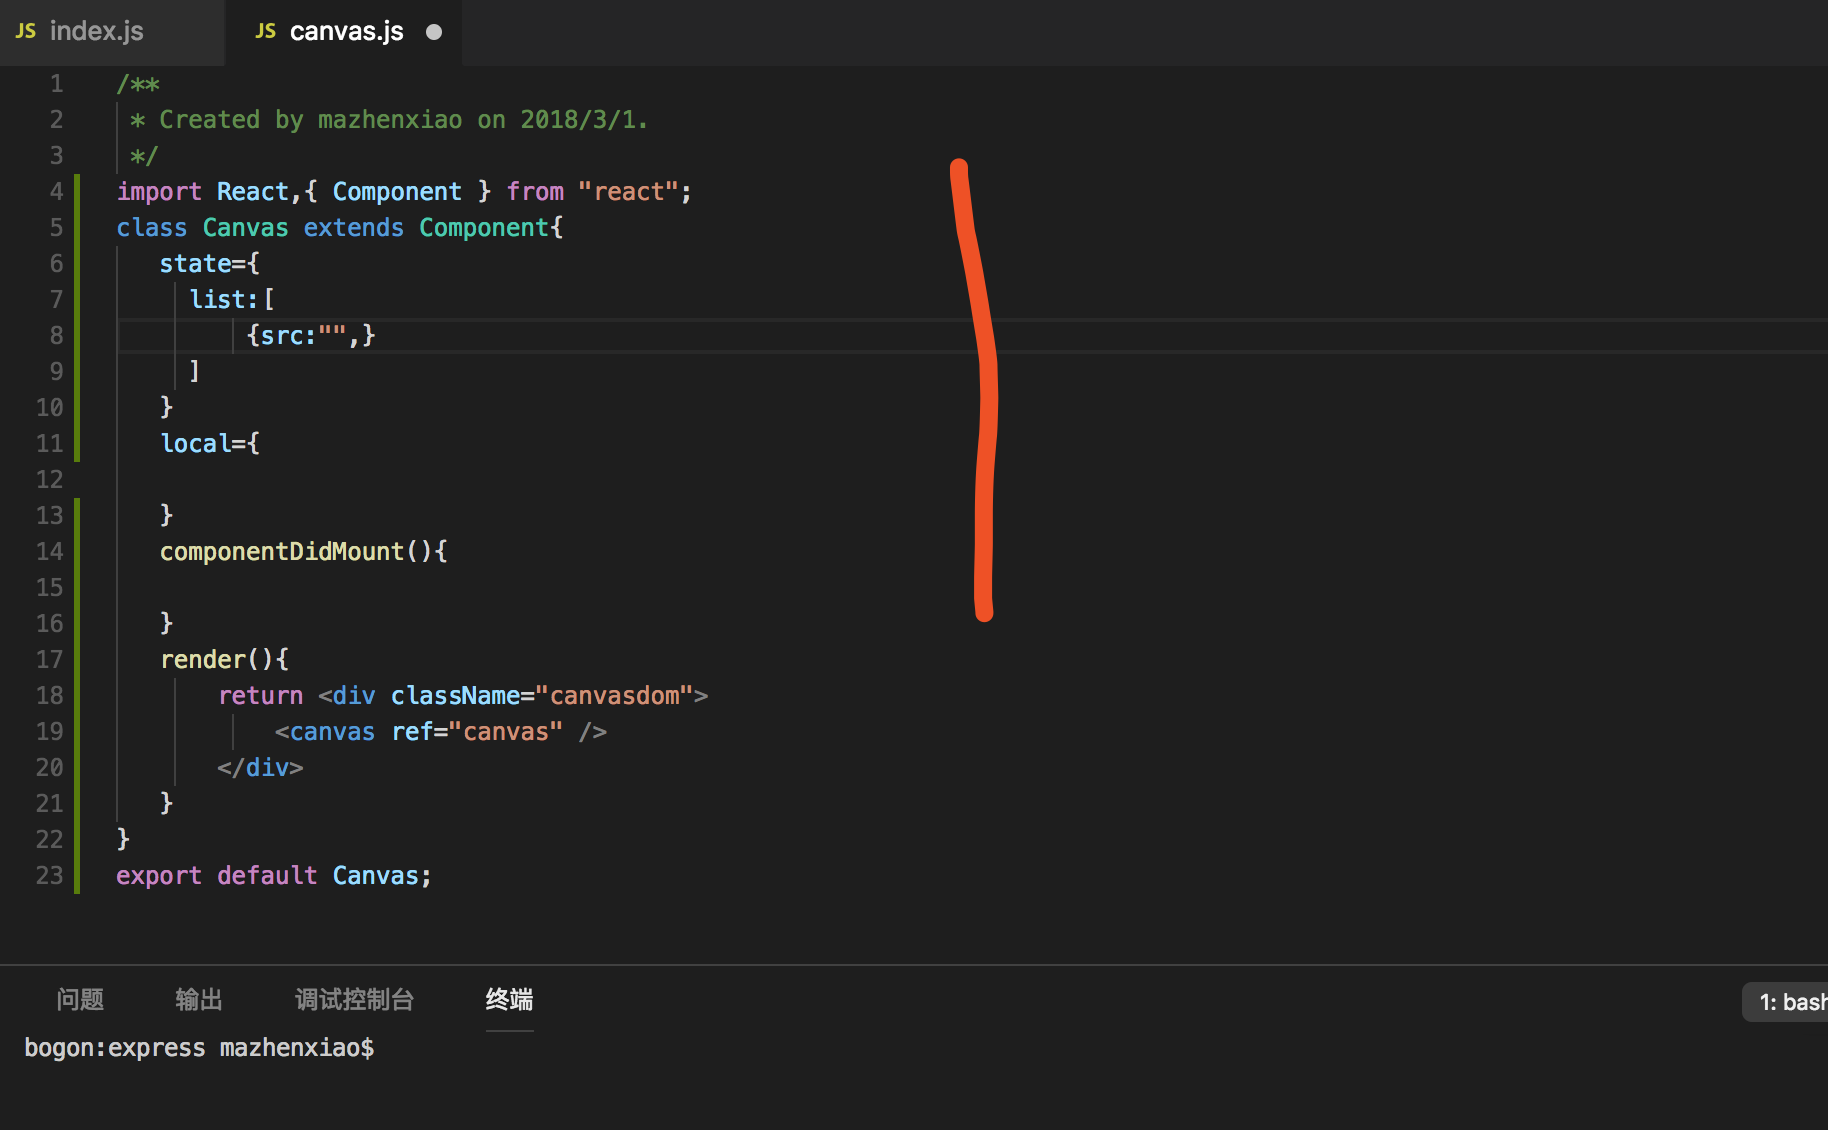 JS index.js JS canvas.js
1 /**
2 * Created by mazhenxiao on 2018/3/1.
3 */
4 import React,{ Component } from "react";
5 class Canvas extends Component{
6 state={
7 list:[
8 {src:"",}
9 ]
10 }
11 local={
12
13 }
14 componentDidMount(){
15
16 }
17 render(){
18 return <div className="canvasdom">
19 <canvas ref="canvas" />
20 </div>
21 }
22 }
23 export default Canvas;
问题 输出 调试控制台 终端 1: bash
bogon:express mazhenxiao$